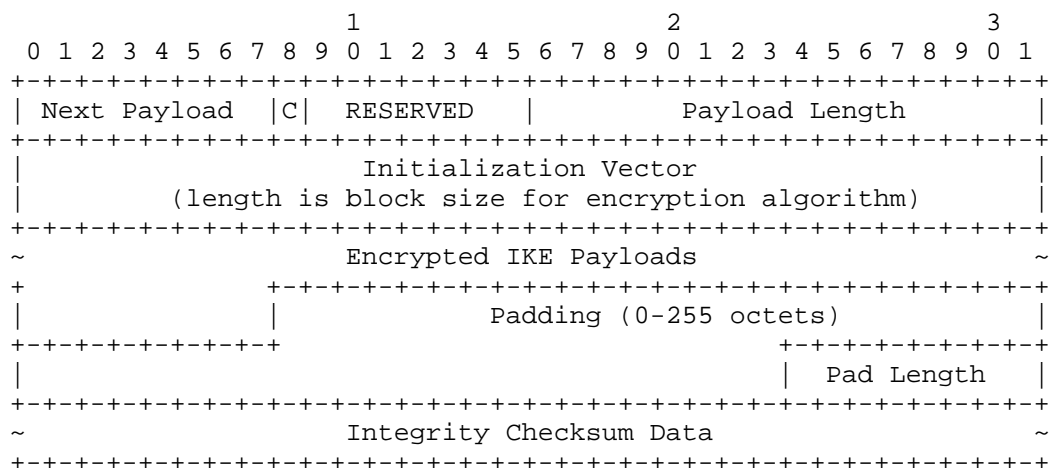 1                   2                   3
 0 1 2 3 4 5 6 7 8 9 0 1 2 3 4 5 6 7 8 9 0 1 2 3 4 5 6 7 8 9 0 1
+-+-+-+-+-+-+-+-+-+-+-+-+-+-+-+-+-+-+-+-+-+-+-+-+-+-+-+-+-+-+-+-+
| Next Payload  |C|  RESERVED   |         Payload Length        |
+-+-+-+-+-+-+-+-+-+-+-+-+-+-+-+-+-+-+-+-+-+-+-+-+-+-+-+-+-+-+-+-+
|                     Initialization Vector                     |
|         (length is block size for encryption algorithm)       |
+-+-+-+-+-+-+-+-+-+-+-+-+-+-+-+-+-+-+-+-+-+-+-+-+-+-+-+-+-+-+-+-+
~                    Encrypted IKE Payloads                     ~
+               +-+-+-+-+-+-+-+-+-+-+-+-+-+-+-+-+-+-+-+-+-+-+-+-+
|               |             Padding (0-255 octets)            |
+-+-+-+-+-+-+-+-+                               +-+-+-+-+-+-+-+-+
|                                               |  Pad Length   |
+-+-+-+-+-+-+-+-+-+-+-+-+-+-+-+-+-+-+-+-+-+-+-+-+-+-+-+-+-+-+-+-+
~                    Integrity Checksum Data                    ~
+-+-+-+-+-+-+-+-+-+-+-+-+-+-+-+-+-+-+-+-+-+-+-+-+-+-+-+-+-+-+-+-+